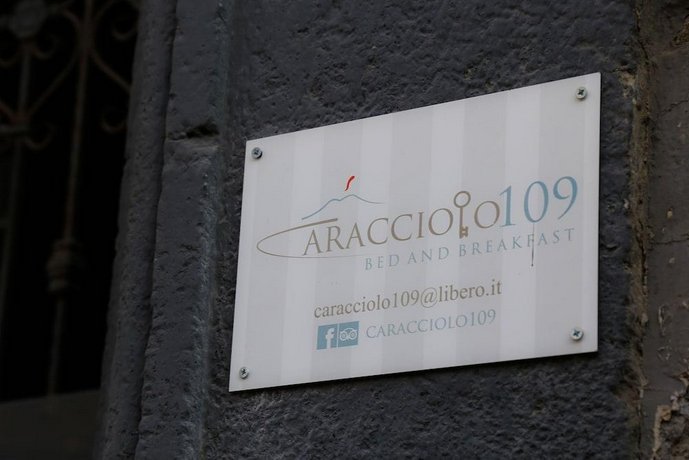 CARACCIOLO109
BED AND BREAKFAST
caracciolo109@libero.it
f CARACCIOLO109